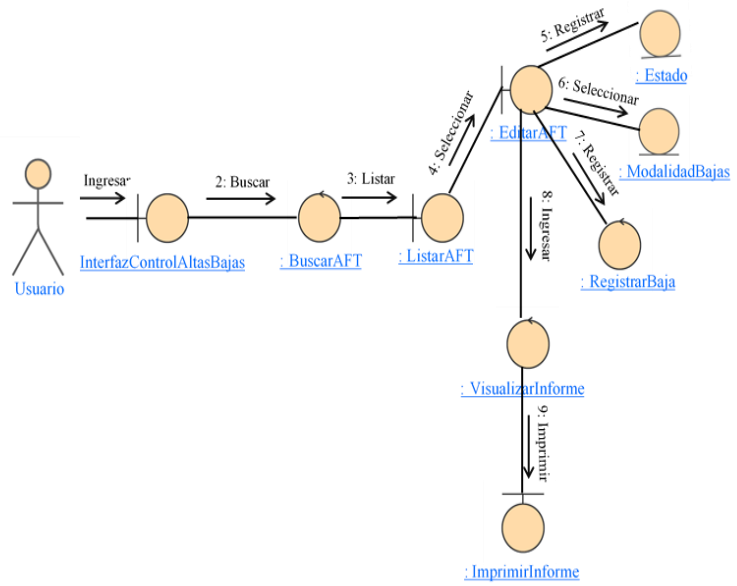 5: Registrar
: Estado
6: Seleccionar
: EditarAFT
4: Seleccionar
7: Registrar
: ModalidadBajas
Ingresar
2: Buscar
3: Listar
8: Ingresar
InterfazControlAltasBajas
: BuscarAFT
: ListarAFT
: RegistrarBaja
Usuario
: VisualizarInforme
9: Imprimir
: ImprimirInforme